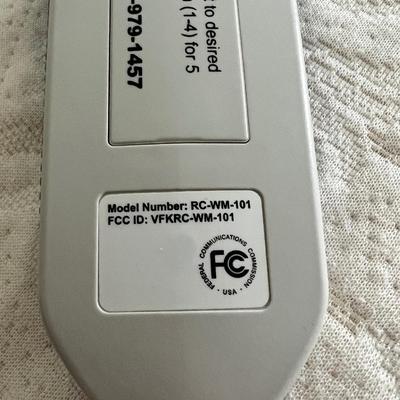 t to desired
n (1-4) for 5
-979-1457
Model Number: RC-WM-101
FCC ID: VFKRC-WM-101
FEDERAL COMMUNICATIONS COMMISSION
FC
USA